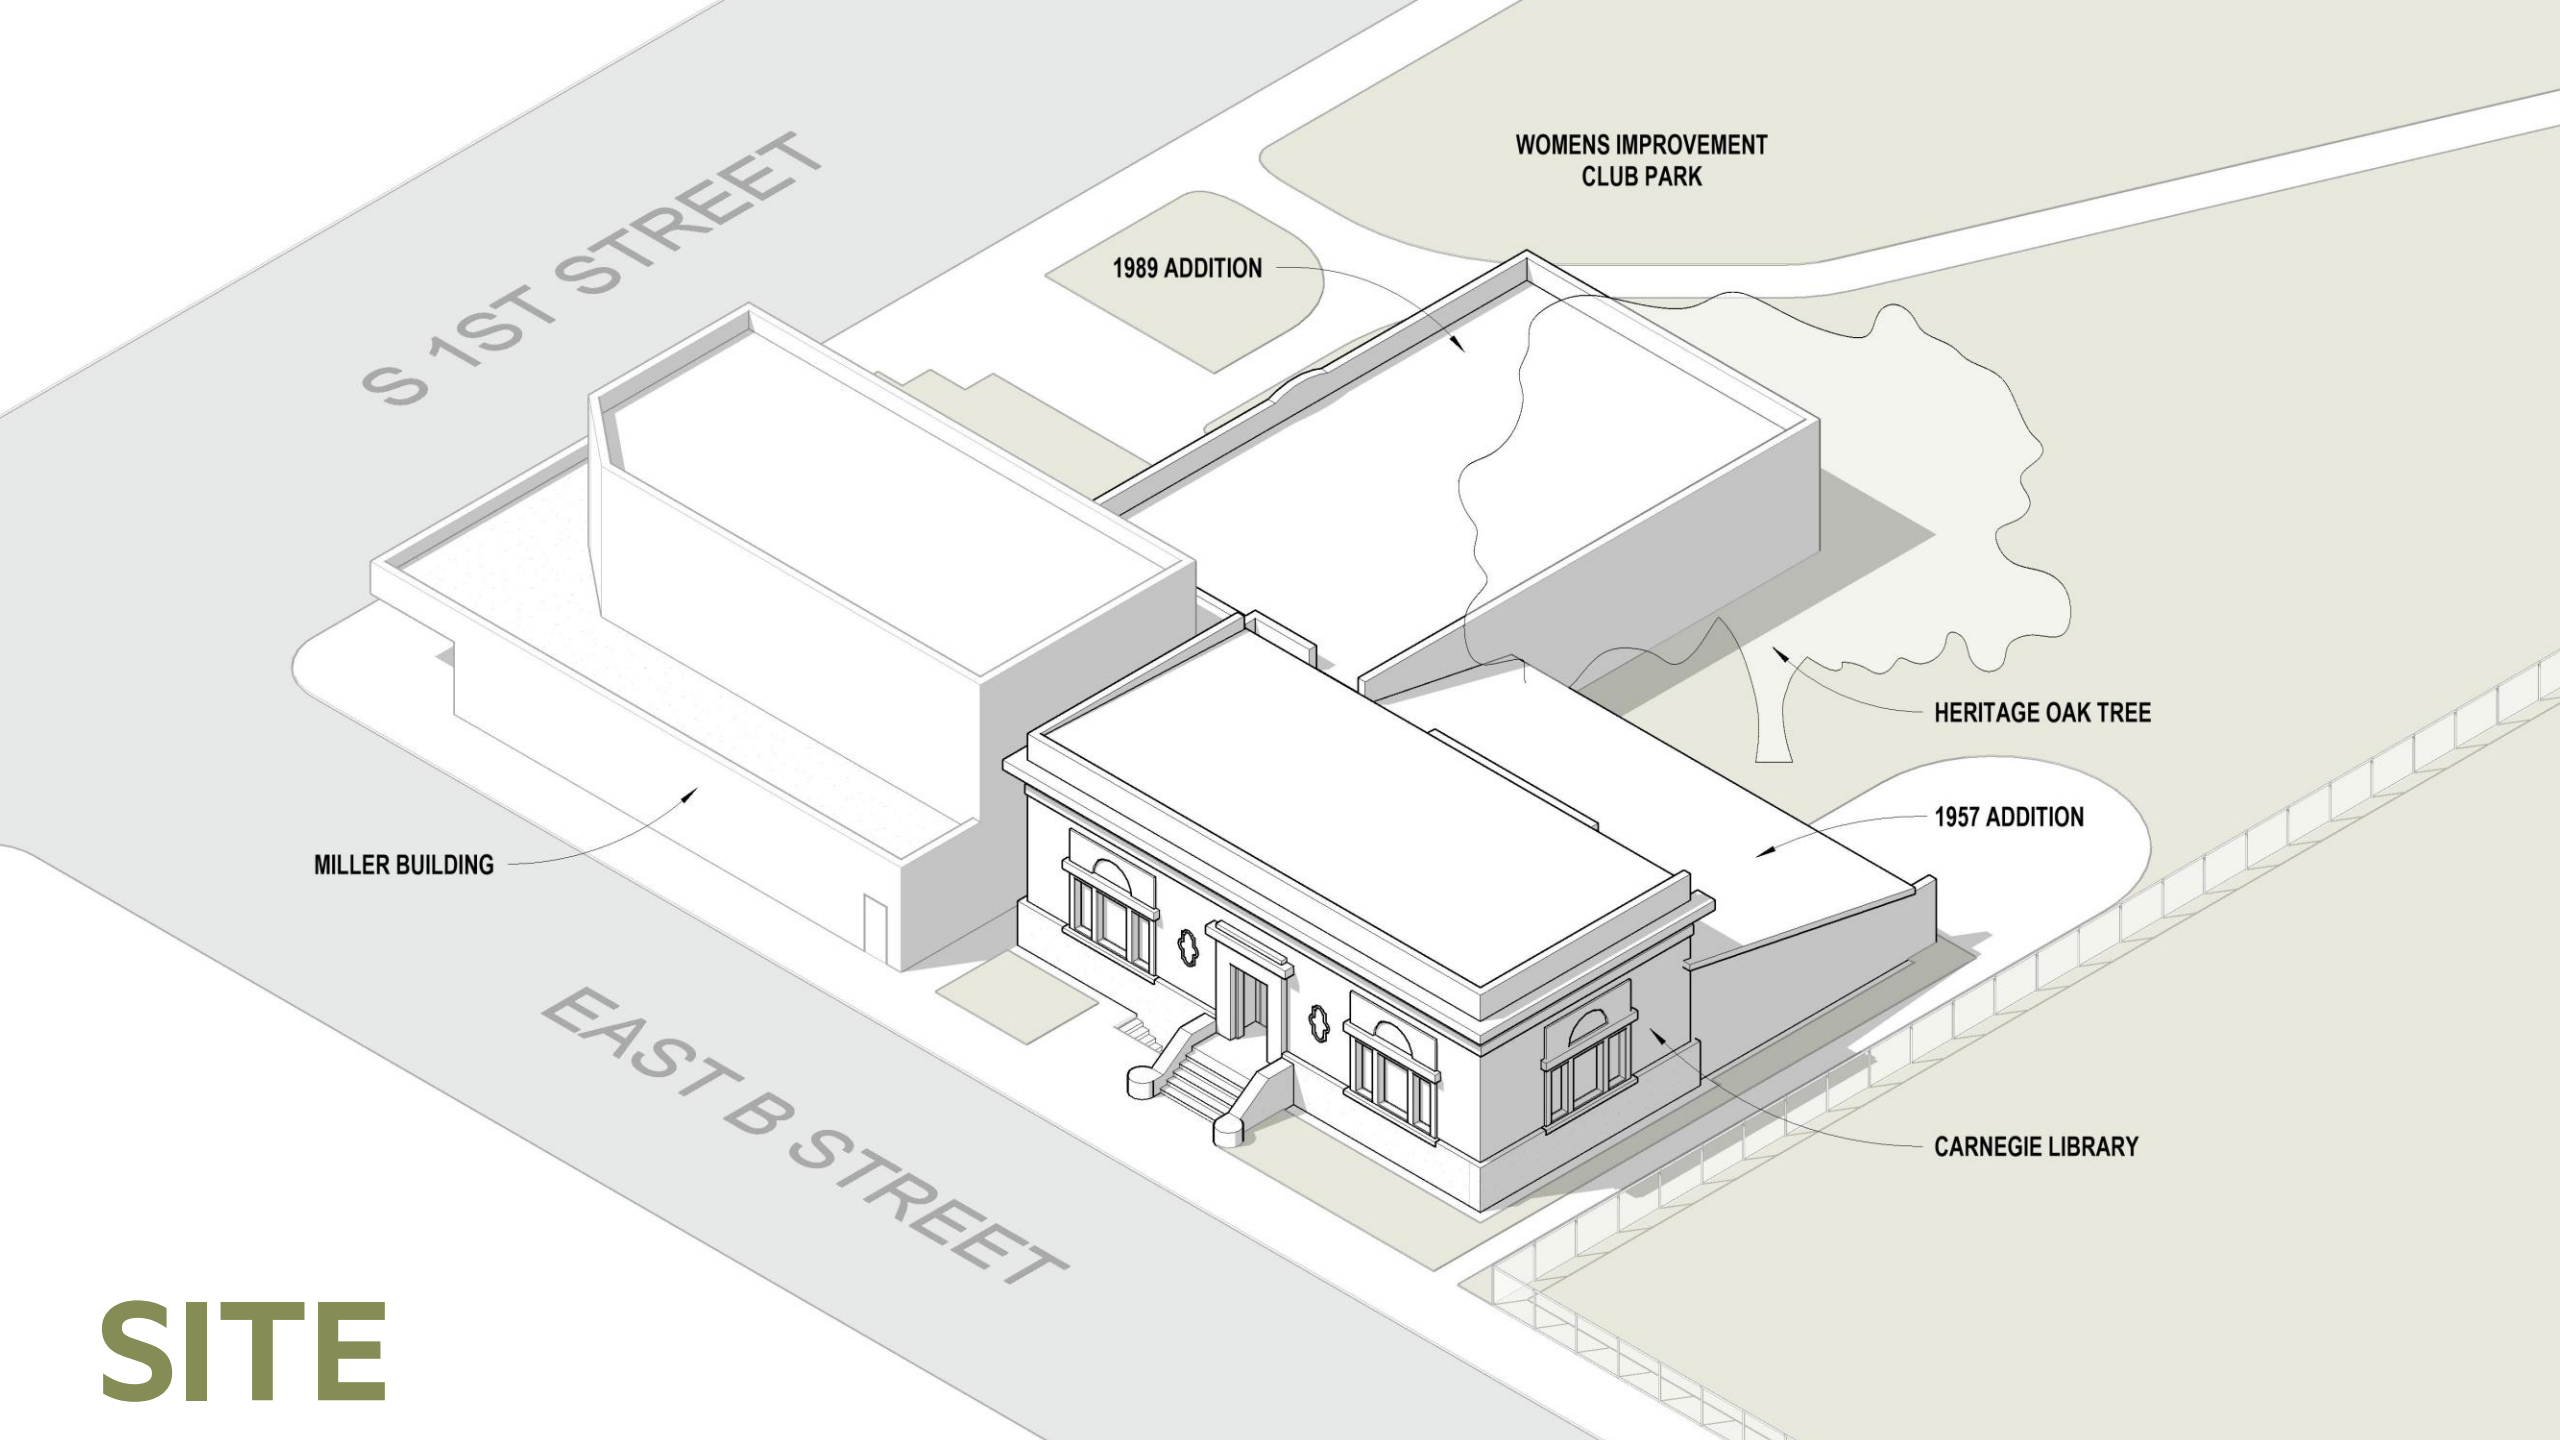 WOMENS IMPROVEMENT
CLUB PARK
S 1ST STREET
1989 ADDITION
HERITAGE OAK TREE
1957 ADDITION
MILLER BUILDING
EAST B STREET
CARNEGIE LIBRARY
SITE